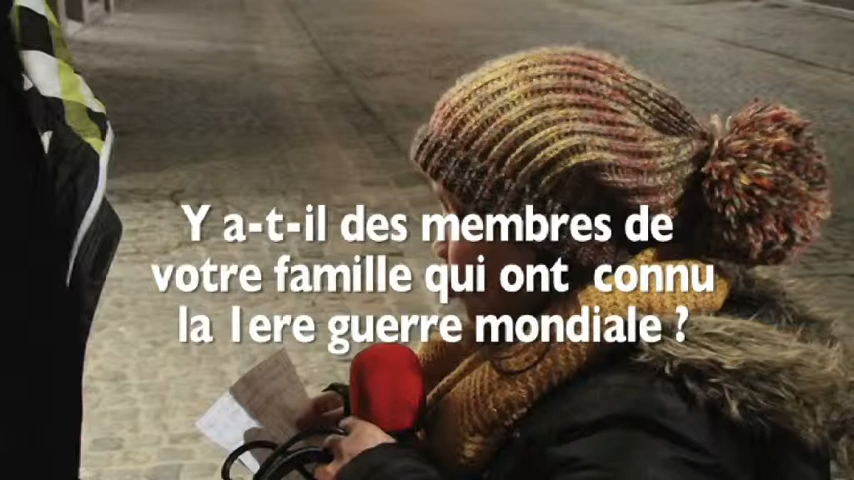 Y a-t-il des membres de
votre famille qui ont connu
la 1ere guerre mondiale ?